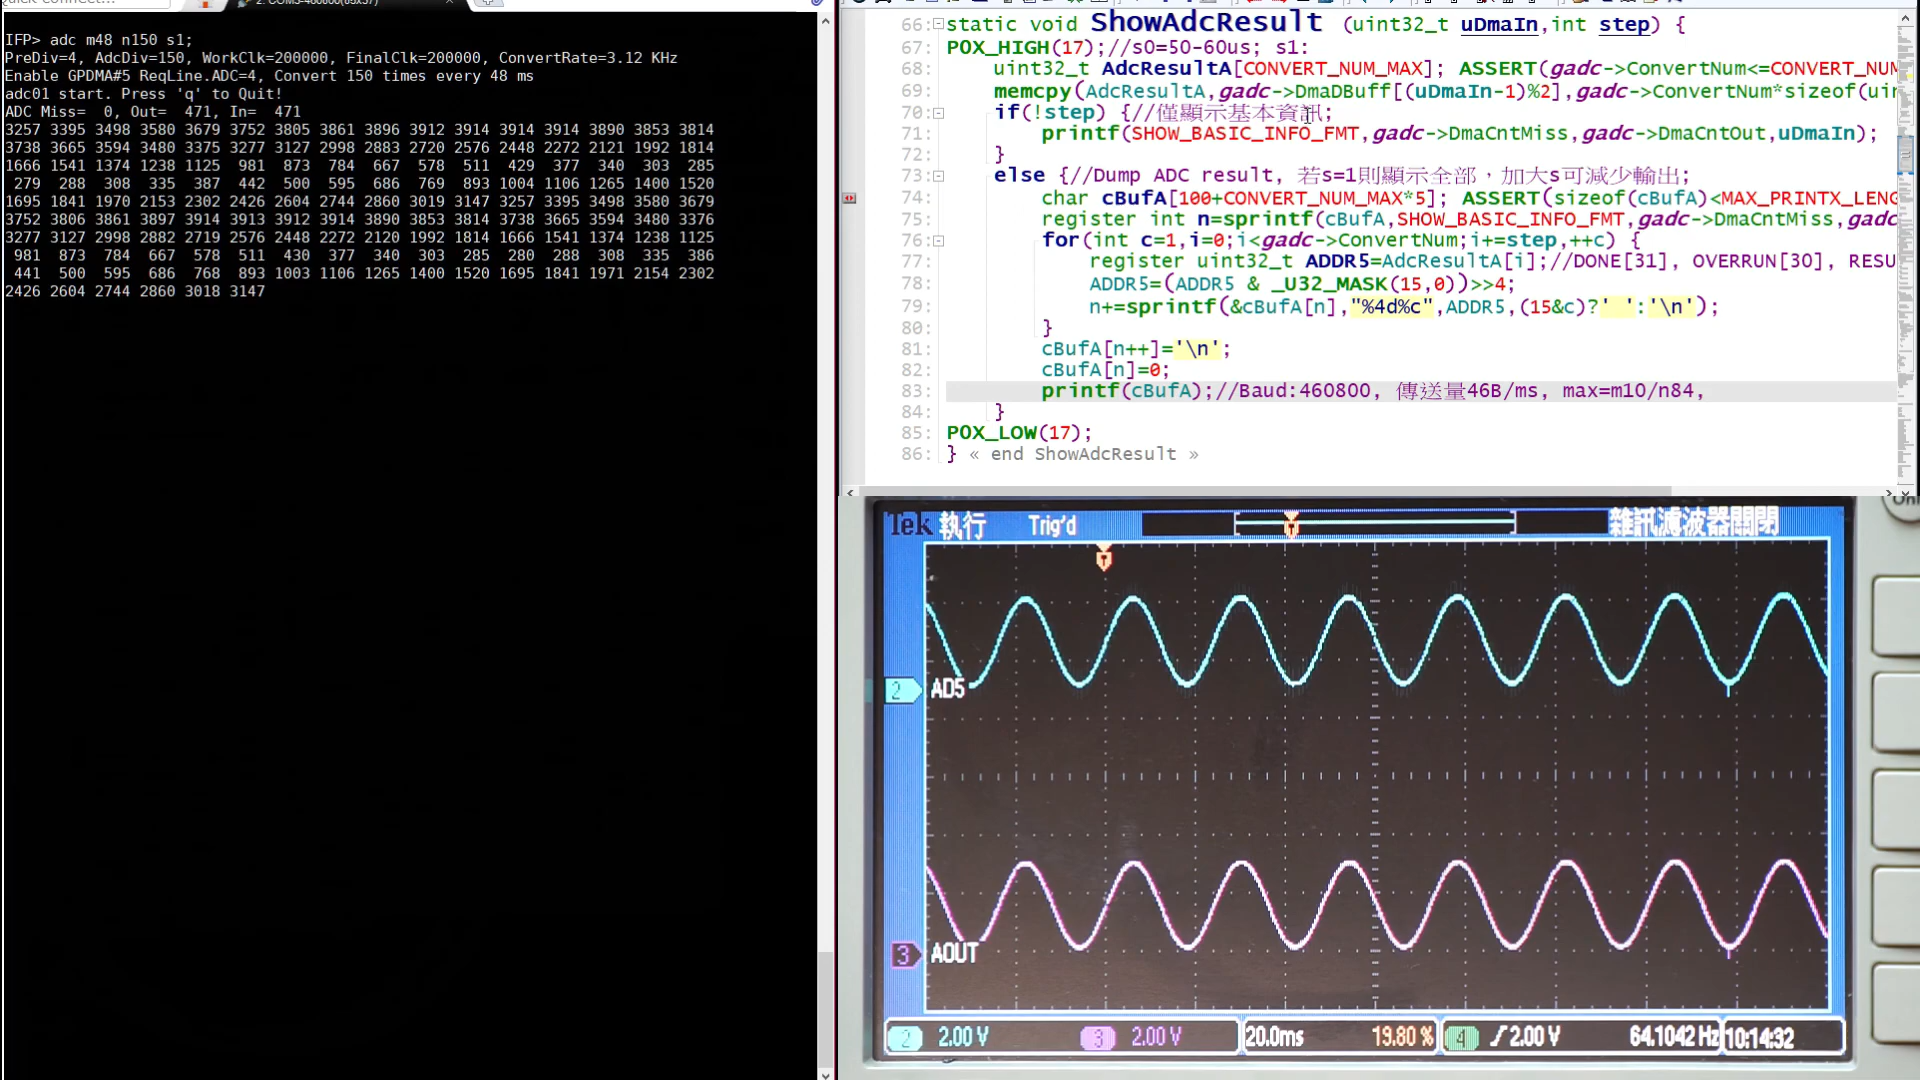 IFP> adc m48 n150 s1;
PreDiv=4, AdcDiv=150, WorkClk=200000, FinalClk=200000, ConvertRate=3.12 KHz
Enable GPDMA#5 ReqLine.ADC=4, Convert 150 times every 48 ms
adc01 start. Press 'q' to Quit!
ADC Miss=  0, Out=  471, In=  471
3257 3395 3498 3580 3679 3752 3805 3861 3896 3912 3914 3914 3914 3890 3853 3814
3738 3665 3594 3480 3375 3277 3127 2998 2883 2720 2576 2448 2272 2121 1992 1814
1666 1541 1374 1238 1125  981  873  784  667  578  511  429  377  340  303  285
 279  288  308  335  387  442  500  595  686  769  893 1004 1106 1265 1400 1520
1695 1841 1970 2153 2302 2426 2604 2744 2860 3019 3147 3257 3395 3498 3580 3679
3752 3806 3861 3897 3914 3913 3912 3914 3890 3853 3814 3738 3665 3594 3480 3376
3277 3127 2998 2882 2719 2576 2448 2272 2120 1992 1814 1666 1541 1374 1238 1125
 981  873  784  667  578  511  430  377  340  303  285  280  288  308  335  386
 441  500  595  686  768  893 1003 1106 1265 1400 1520 1695 1841 1971 2154 2302
2426 2604 2744 2860 3018 3147
66: static void ShowAdcResult (uint32_t uDmaIn,int step) {
67: POX_HIGH(17);//s0=50-60us; s1:
68: uint32_t AdcResultA[CONVERT_NUM_MAX]; ASSERT(gadc->ConvertNum<=CONVERT_NUM
69: memcpy(AdcResultA,gadc->DmaDBuff[(uDmaIn-1)%2],gadc->ConvertNum*sizeof(uin
70: if(!step) {//僅顯示基本資訊;
71: printf(SHOW_BASIC_INFO_FMT,gadc->DmaCntMiss,gadc->DmaCntOut,uDmaIn);
72: }
73: else {//Dump ADC result, 若s=1則顯示全部，加大s可減少輸出;
74: char cBufA[100+CONVERT_NUM_MAX*5]; ASSERT(sizeof(cBufA)<MAX_PRINTX_LENG
75: register int n=sprintf(cBufA,SHOW_BASIC_INFO_FMT,gadc->DmaCntMiss,gadc
76: for(int c=1,i=0;i<gadc->ConvertNum;i+=step,++c) {
77: register uint32_t ADDR5=AdcResultA[i];//DONE[31], OVERRUN[30], RESU
78: ADDR5=(ADDR5 & _U32_MASK(15,0))>>4;
79: n+=sprintf(&cBufA[n],"%4d%c",ADDR5,(15&c)?' ':'\n');
80: }
81: cBufA[n++]='\n';
82: cBufA[n]=0;
83: printf(cBufA);//Baud:460800, 傳送量46B/ms, max=m10/n84,
84: }
85: POX_LOW(17);
86: } « end ShowAdcResult »
Tek 執行 Trig'd 雜訊濾波器關閉
2 AD5
3 AOUT
2 2.00 V 3 2.00 V 20.0ms 19.80 % 4 2.00 V 64.1042 Hz 10:14:32